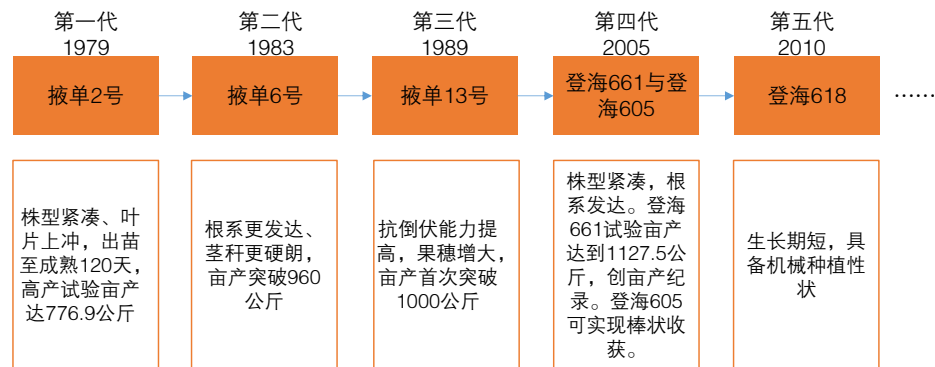 第一代
1979
第二代
1983
第三代
1989
第四代
2005
第五代
2010
掖单2号
掖单6号
掖单13号
登海661与登
海605
登海618
……
株型紧凑、叶
片上冲，出苗
至成熟120天，
高产试验亩产
达776.9公斤
根系更发达、
茎秆更硬朗，
亩产突破960
公斤
抗倒伏能力提
高，果穗增大，
亩产首次突破
1000公斤
株型紧凑，根
系发达。登海
661试验亩产
达到1127.5公
斤，创亩产纪
录。登海605
可实现棒状收
获。
生长期短，具
备机械种植性
状